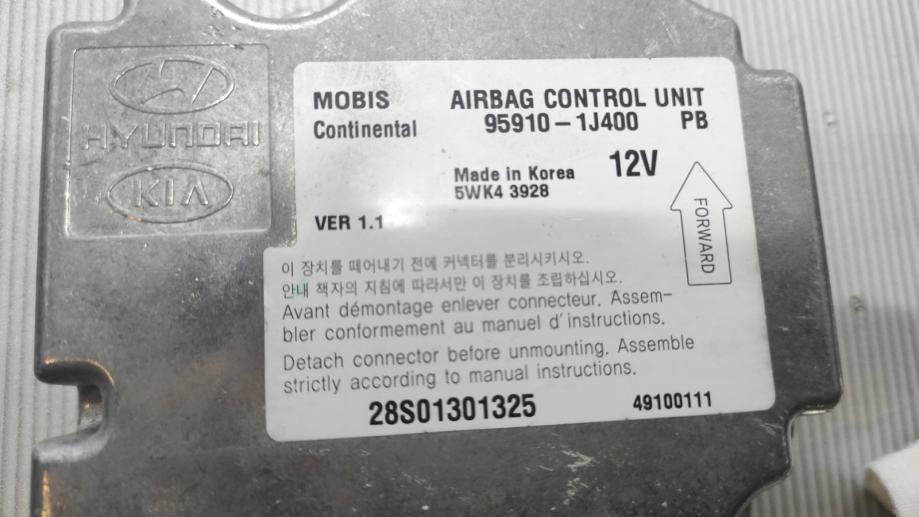 HYUNDAI
KIA
MOBIS AIRBAG CONTROL UNIT
Continental 95910-1J400 PB
Made in Korea 12V
5WK4 3928
VER 1.1
FORWARD
이 장치를 떼어내기 전에 커넥터를 분리시키시오.
안내 책자의 지침에 따라서만 이 장치를 조립하십시오.
Avant démontage enlever connecteur. Assem-
bler conformement au manuel d'instructions.
Detach connector before unmounting. Assemble
strictly according to manual instructions.
28S01301325 49100111